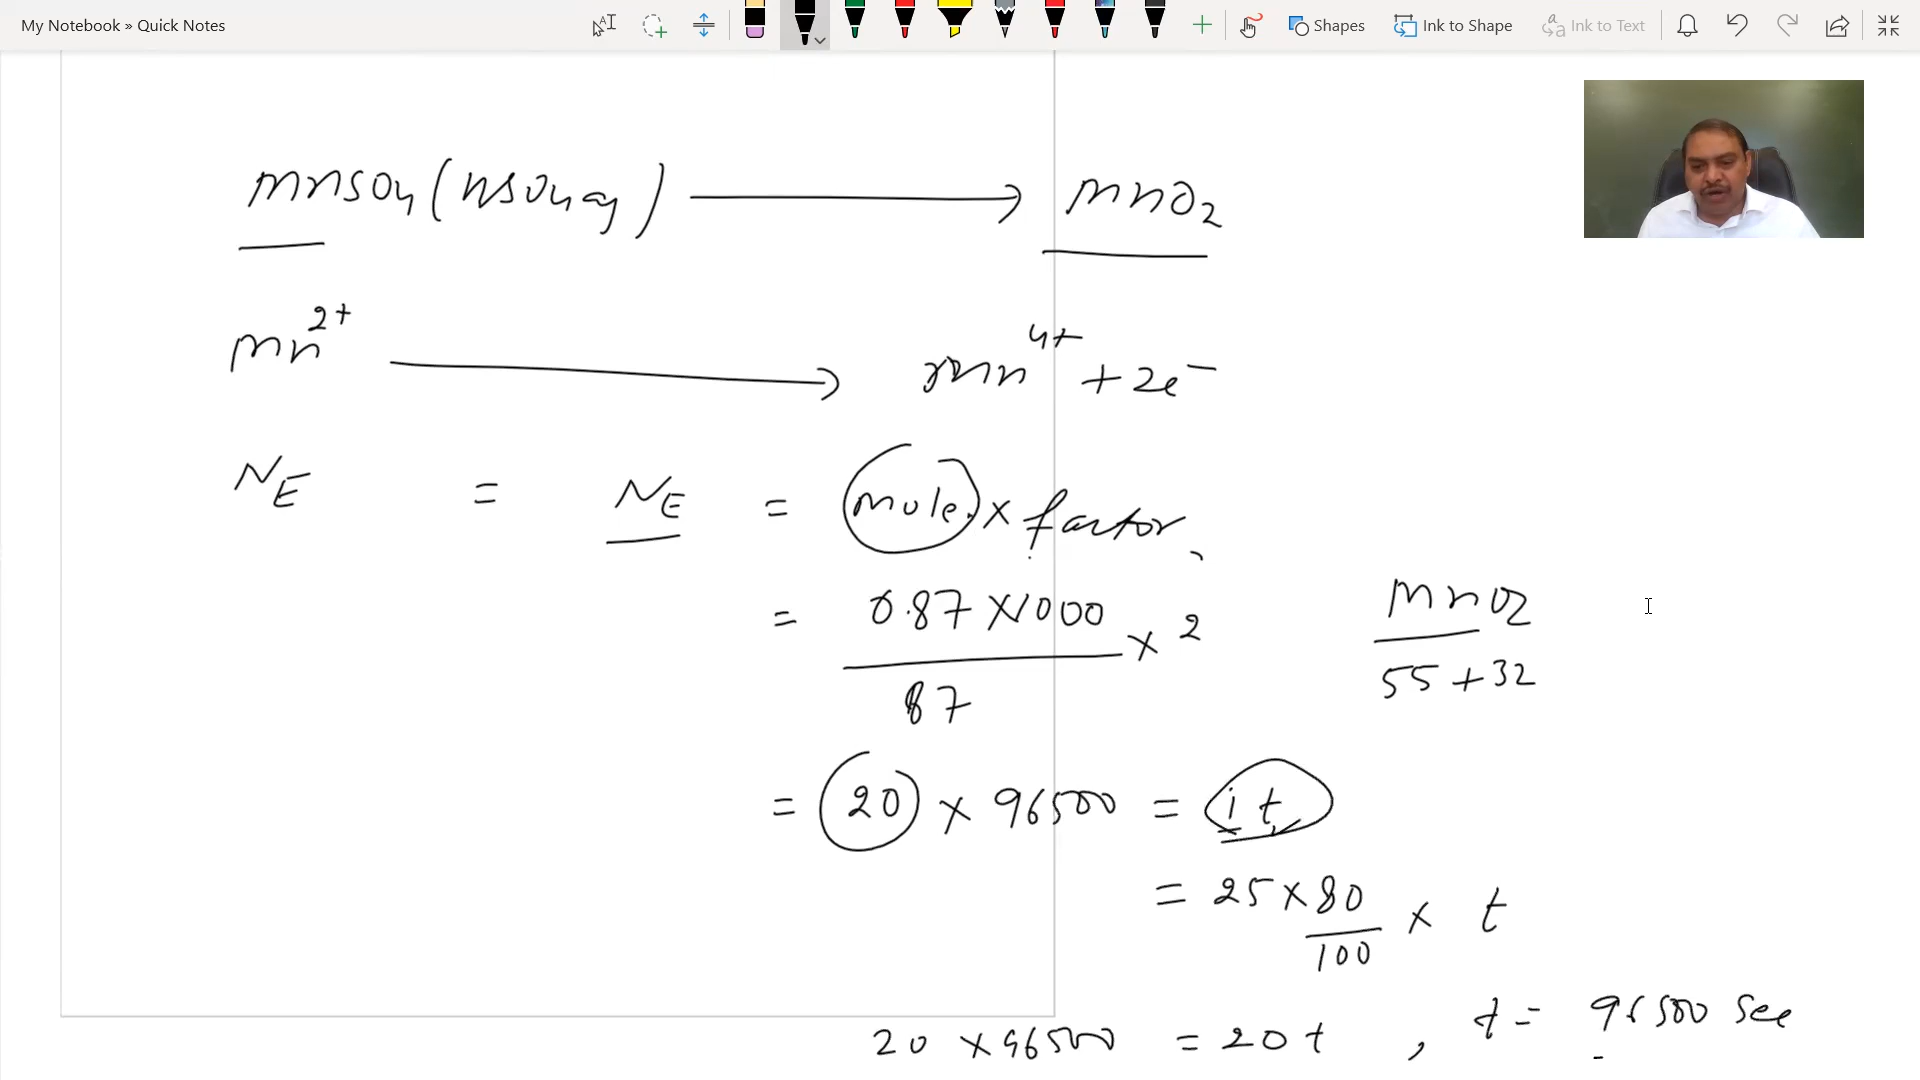 My Notebook » Quick Notes
Shapes
Ink to Shape
Ink to Text
mnso4 (hso4 aq) → mno2
mn2+ → mn4+ + 2e-
NE = NE = mole × factor
= 0.87 × 1000 / 87 × 2
mno2
55 + 32
= 20 × 96500 = it
= 25 × 80 / 100 × t
20 × 96500 = 20 t , t = 96500 sec